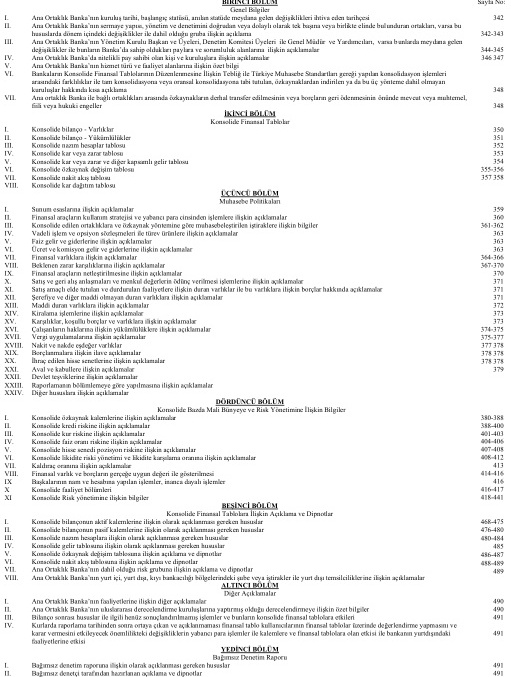 BİRİNCİ BÖLÜM Sayfa No:
Genel Bilgiler
I. Ana Ortaklık Banka'nın kuruluş tarihi, başlangıç statüsü, anılan statüde meydana gelen değişiklikleri ihtiva eden tarihçesi 342
II. Ana Ortaklık Banka'nın sermaye yapısı, yönetim ve denetimini doğrudan veya dolaylı olarak tek başına veya birlikte elinde bulunduran ortakları, varsa bu
hususlarda dönem içindeki değişiklikler ile dahil olduğu gruba ilişkin açıklama 342-343
III. Ana Ortaklık Banka'nın Yönetim Kurulu Başkan ve Üyeleri, Denetim Komitesi Üyeleri ile Genel Müdür ve Yardımcıları, varsa bunlarda meydana gelen
değişiklikler ile bunların Banka'da sahip oldukları paylara ve sorumluluk alanlarına ilişkin açıklamalar 344-345
IV. Ana Ortaklık Banka'da nitelikli pay sahibi olan kişi ve kuruluşlara ilişkin açıklamalar 346 347
V. Ana Ortaklık Banka'nın hizmet türü ve faaliyet alanlarına ilişkin özet bilgi
VI. Bankaların Konsolide Finansal Tablolarının Düzenlenmesine İlişkin Tebliğ ile Türkiye Muhasebe Standartları gereği yapılan konsolidasyon işlemleri
arasındaki farklılıklar ile tam konsolidasyona veya oransal konsolidasyona tabi tutulan, özkaynaklardan indirilen ya da bu üç yönteme dahil olmayan
kuruluşlar hakkında kısa açıklama 348
VII. Ana ortaklık Banka ile bağlı ortaklıkları arasında özkaynakların derhal transfer edilmesinin veya borçların geri ödenmesinin önünde mevcut veya muhtemel,
fiili veya hukuki engeller 348
İKİNCİ BÖLÜM
Konsolide Finansal Tablolar
I. Konsolide bilanço - Varlıklar 350
II. Konsolide bilanço - Yükümlülükler 351
III. Konsolide nazım hesaplar tablosu 352
IV. Konsolide kar veya zarar tablosu 353
V. Konsolide kar veya zarar ve diğer kapsamlı gelir tablosu 354
VI. Konsolide özkaynak değişim tablosu 355-356
VII. Konsolide nakit akış tablosu 357 358
VIII. Konsolide kar dağıtım tablosu
ÜÇÜNCÜ BÖLÜM
Muhasebe Politikaları
I. Sunum esaslarına ilişkin açıklamalar 359
II. Finansal araçların kullanım stratejisi ve yabancı para cinsinden işlemlere ilişkin açıklamalar 360
III. Konsolide edilen ortaklıklara ve özkaynak yöntemine göre muhasebeleştirilen iştiraklere ilişkin bilgiler 361-362
IV. Vadeli işlem ve opsiyon sözleşmeleri ile türev ürünlere ilişkin açıklamalar 363
V. Faiz gelir ve giderlerine ilişkin açıklamalar 363
VI. Ücret ve komisyon gelir ve giderlerine ilişkin açıklamalar 363
VII. Finansal varlıklara ilişkin açıklamalar 364-366
VIII. Beklenen zarar karşılıklarına ilişkin açıklamalar 367-370
IX. Finansal araçların netleştirilmesine ilişkin açıklamalar 370
X. Satış ve geri alış anlaşmaları ve menkul değerlerin ödünç verilmesi işlemlerine ilişkin açıklamalar 371
XI. Satış amaçlı elde tutulan ve durdurulan faaliyetlere ilişkin duran varlıklar ile bu varlıklara ilişkin borçlar hakkında açıklamalar 371
XII. Şerefiye ve diğer maddi olmayan duran varlıklara ilişkin açıklamalar 371
XIII. Maddi duran varlıklara ilişkin açıklamalar 372
XIV. Kiralama işlemlerine ilişkin açıklamalar 373
XV. Karşılıklar, koşullu borçlar ve varlıklara ilişkin açıklamalar 373
XVI. Çalışanların haklarına ilişkin yükümlülüklere ilişkin açıklamalar 374-375
XVII. Vergi uygulamalarına ilişkin açıklamalar 375-377
XVIII. Nakit ve nakde eşdeğer varlıklar 377 378
XIX. Borçlanmalara ilişkin ilave açıklamalar 378 378
XX. İhraç edilen hisse senetlerine ilişkin açıklamalar 378 378
XXI. Aval ve kabullere ilişkin açıklamalar 379
XXII. Devlet teşviklerine ilişkin açıklamalar
XXIII. Raporlamanın bölümlemeye göre yapılmasına ilişkin açıklamalar
XXIV. Diğer hususlara ilişkin açıklamalar
DÖRDÜNCÜ BÖLÜM
Konsolide Bazda Mali Bünyeye ve Risk Yönetimine İlişkin Bilgiler
I. Konsolide özkaynak kalemlerine ilişkin açıklamalar 380-388
II. Konsolide kredi riskine ilişkin açıklamalar 388-400
III. Konsolide kur riskine ilişkin açıklamalar 401-403
IV. Konsolide faiz oranı riskine ilişkin açıklamalar 404-406
V. Konsolide hisse senedi pozisyon riskine ilişkin açıklamalar 407-408
VI. Konsolide likidite riski yönetimi ve likidite karşılama oranına ilişkin açıklamalar 408-412
VII. Kaldıraç oranına ilişkin açıklamalar 413
VIII. Finansal varlık ve borçların gerçeğe uygun değeri ile gösterilmesi 414-416
IX Başkalarının nam ve hesabına yapılan işlemler, inanca dayalı işlemler 416
X Konsolide faaliyet bölümleri 416-417
XI Konsolide Risk yönetimine ilişkin bilgiler 418-441
BEŞİNCİ BÖLÜM
Konsolide Finansal Tablolara İlişkin Açıklama ve Dipnotlar
I. Konsolide bilançonun aktif kalemlerine ilişkin olarak açıklanması gereken hususlar 468-475
II. Konsolide bilançonun pasif kalemlerine ilişkin olarak açıklanması gereken hususlar 476-480
III. Konsolide nazım hesaplara ilişkin olarak açıklanması gereken hususlar 480-484
IV. Konsolide gelir tablosuna ilişkin olarak açıklanması gereken hususlar 485
V. Konsolide özkaynak değişim tablosuna ilişkin açıklama ve dipnotlar 486-487
VI. Konsolide nakit akış tablosuna ilişkin açıklama ve dipnotlar 488-489
VII. Ana Ortaklık Banka'nın dahil olduğu risk grubuna ilişkin açıklama ve dipnotlar 489
VIII. Ana Ortaklık Banka'nın yurt içi, yurt dışı, kıyı bankacılığı bölgelerindeki şube veya iştirakler ile yurt dışı temsilciliklerine ilişkin açıklamalar
ALTINCI BÖLÜM
Diğer Açıklamalar
I. Ana Ortaklık Banka'nın faaliyetlerine ilişkin diğer açıklamalar 490
II. Ana Ortaklık Banka'nın uluslararası derecelendirme kuruluşlarına yaptırmış olduğu derecelendirmeye ilişkin özet bilgiler 490
III. Bilanço sonrası hususlar ile ilgili henüz sonuçlandırılmamış işlemler ve bunların konsolide finansal tablolara etkileri 491
IV. Kurlarda raporlama tarihinden sonra ortaya çıkan ve açıklanmaması finansal tablo kullanıcılarının finansal tablolar üzerinde değerlendirme yapmasını ve
karar vermesini etkileyecek önemlilikteki değişikliklerin yabancı para işlemler ile kalemlere ve finansal tablolara olan etkisi ile bankanın yurtdışındaki 491
faaliyetlerine etkisi
YEDİNCİ BÖLÜM
Bağımsız Denetim Raporu
I. Bağımsız denetim raporuna ilişkin olarak açıklanması gereken hususlar 491
II. Bağımsız denetçi tarafından hazırlanan açıklama ve dipnotlar 491